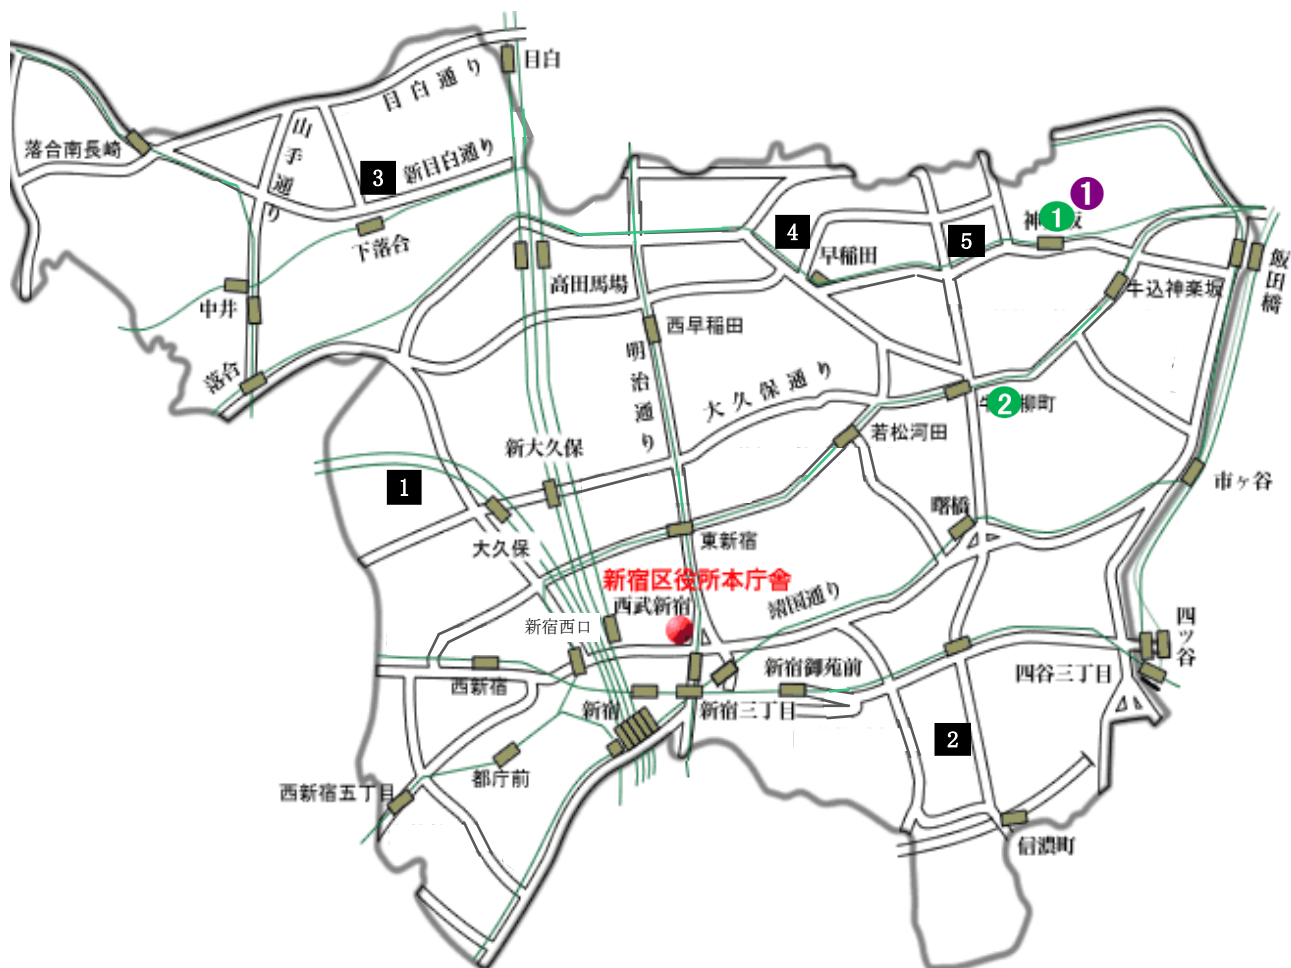 目白
目白通り
山手通り
落合南長崎
新目白通り
3
1
神
坂
1
4
5
下落合
早稲田
飯田橋
高田馬場
牛込神楽坂
中井
西早稲田
明治通り
落合
大久保通り
2
柳町
若松河田
新大久保
1
市ヶ谷
曙橋
大久保
東新宿
新宿区役所本庁舎
西武新宿
靖国通り
新宿西口
四ツ谷
新宿御苑前
四谷三丁目
西新宿
新宿
新宿三丁目
2
都庁前
西新宿五丁目
信濃町